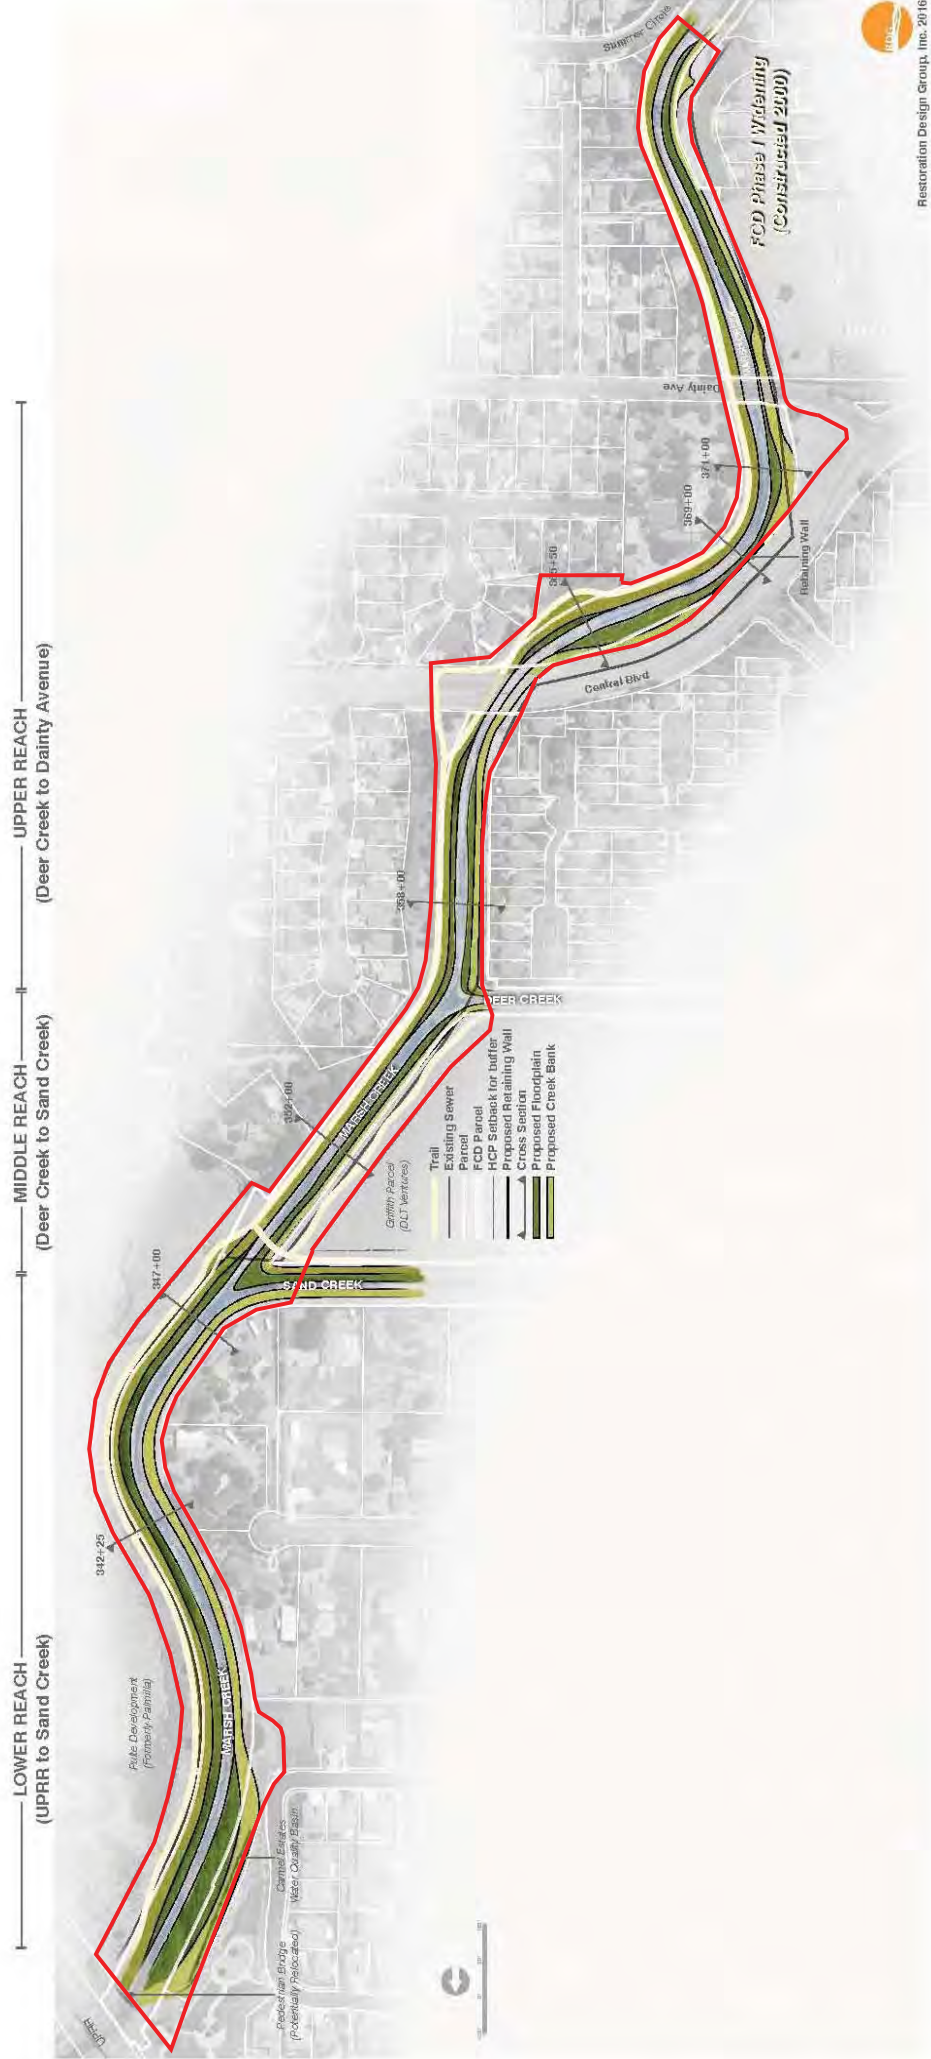 LOWER REACH
(UPRR to Sand Creek)
MIDDLE REACH
(Deer Creek to Sand Creek)
UPPER REACH
(Deer Creek to Dainty Avenue)
UPRR
Pulte Development
(Formerly Palmilla)
342+25
347+00
352+00
358+00
365+50
369+00
371+00
Dainty Ave
Summer Circle
FCD Phase I Widening
(Constructed 2000)
MARSH CREEK
SAND CREEK
MARSH CREEK
DEER CREEK
Central Blvd
Retaining Wall
Pedestrian Bridge
(Potentially Relocated)
Carmel Estates
Water Quality Basin
Griffith Parcel
(DLT Ventures)
Trail
Existing Sewer
Parcel
FCD Parcel
HCP Setback for buffer
Proposed Retaining Wall
Cross Section
Proposed Floodplain
Proposed Creek Bank
RDG
Restoration Design Group, Inc. 2016